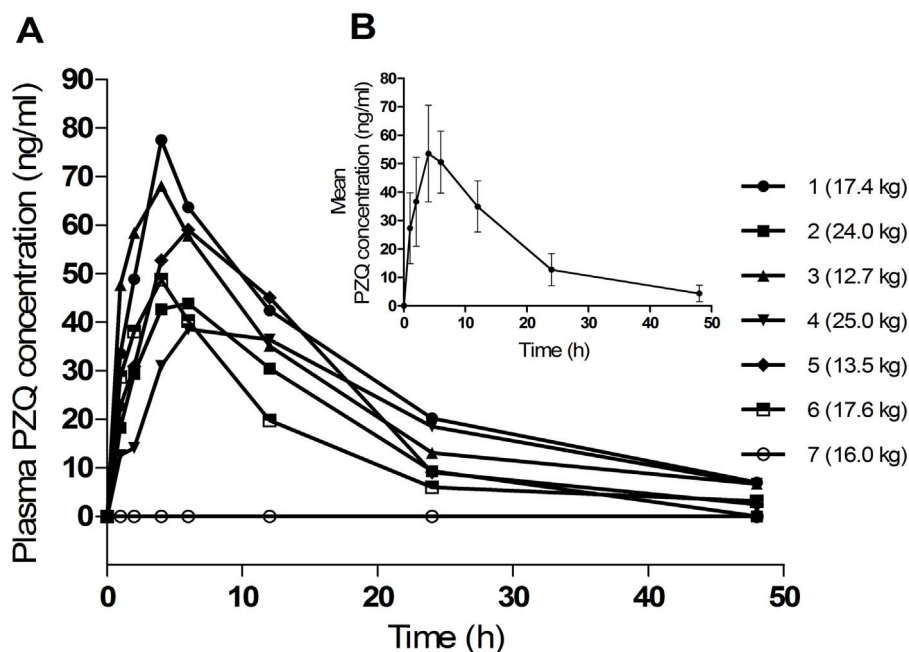 A
B
Plasma PZQ concentration (ng/ml)
90
80
70
60
50
40
30
20
10
0
0 10 20 30 40 50
Time (h)
Mean
PZQ concentration (ng/ml)
80
70
60
50
40
30
20
10
0
0 10 20 30 40 50
Time (h)
1 (17.4 kg)
2 (24.0 kg)
3 (12.7 kg)
4 (25.0 kg)
5 (13.5 kg)
6 (17.6 kg)
7 (16.0 kg)